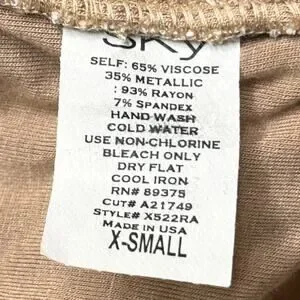 SKY
SELF: 65% VISCOSE
35% METALLIC
: 93% RAYON
7% SPANDEX
HAND WASH
COLD WATER
USE NON-CHLORINE
BLEACH ONLY
DRY FLAT
COOL IRON
RN# 89375
CUT# A21749
STYLE# X522RA
MADE IN USA
X-SMALL